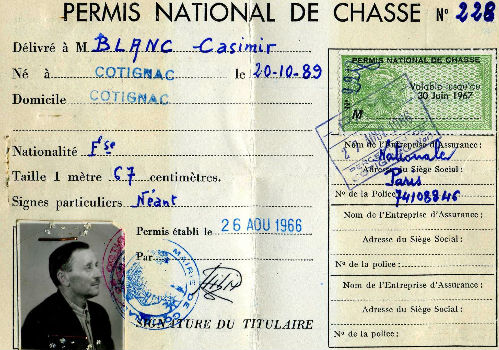 PERMIS NATIONAL DE CHASSE N° 228
Délivré à M. BLANC Casimir
Né à COTIGNAC le 20-10-89
Domicile COTIGNAC
Nationalité Fse
Taille 1 mètre 67 centimètres.
Signes particuliers Néant
Permis établi le 26 AOU 1966
Par
MAIRIE DE COTIGNAC
SIGNATURE DU TITULAIRE
PERMIS NATIONAL DE CHASSE
Valable jusqu'au
30 Juin 1967
N°
M
Nom de l'Entreprise d'Assurance :
Nationale
Adresse du Siège Social :
Paris
N° de la Police
Nom de l'Entreprise d'Assurance :
Adresse du Siège Social :
N° de la police :
Nom de l'Entreprise d'Assurance :
Adresse du Siège Social :
N° de la police :